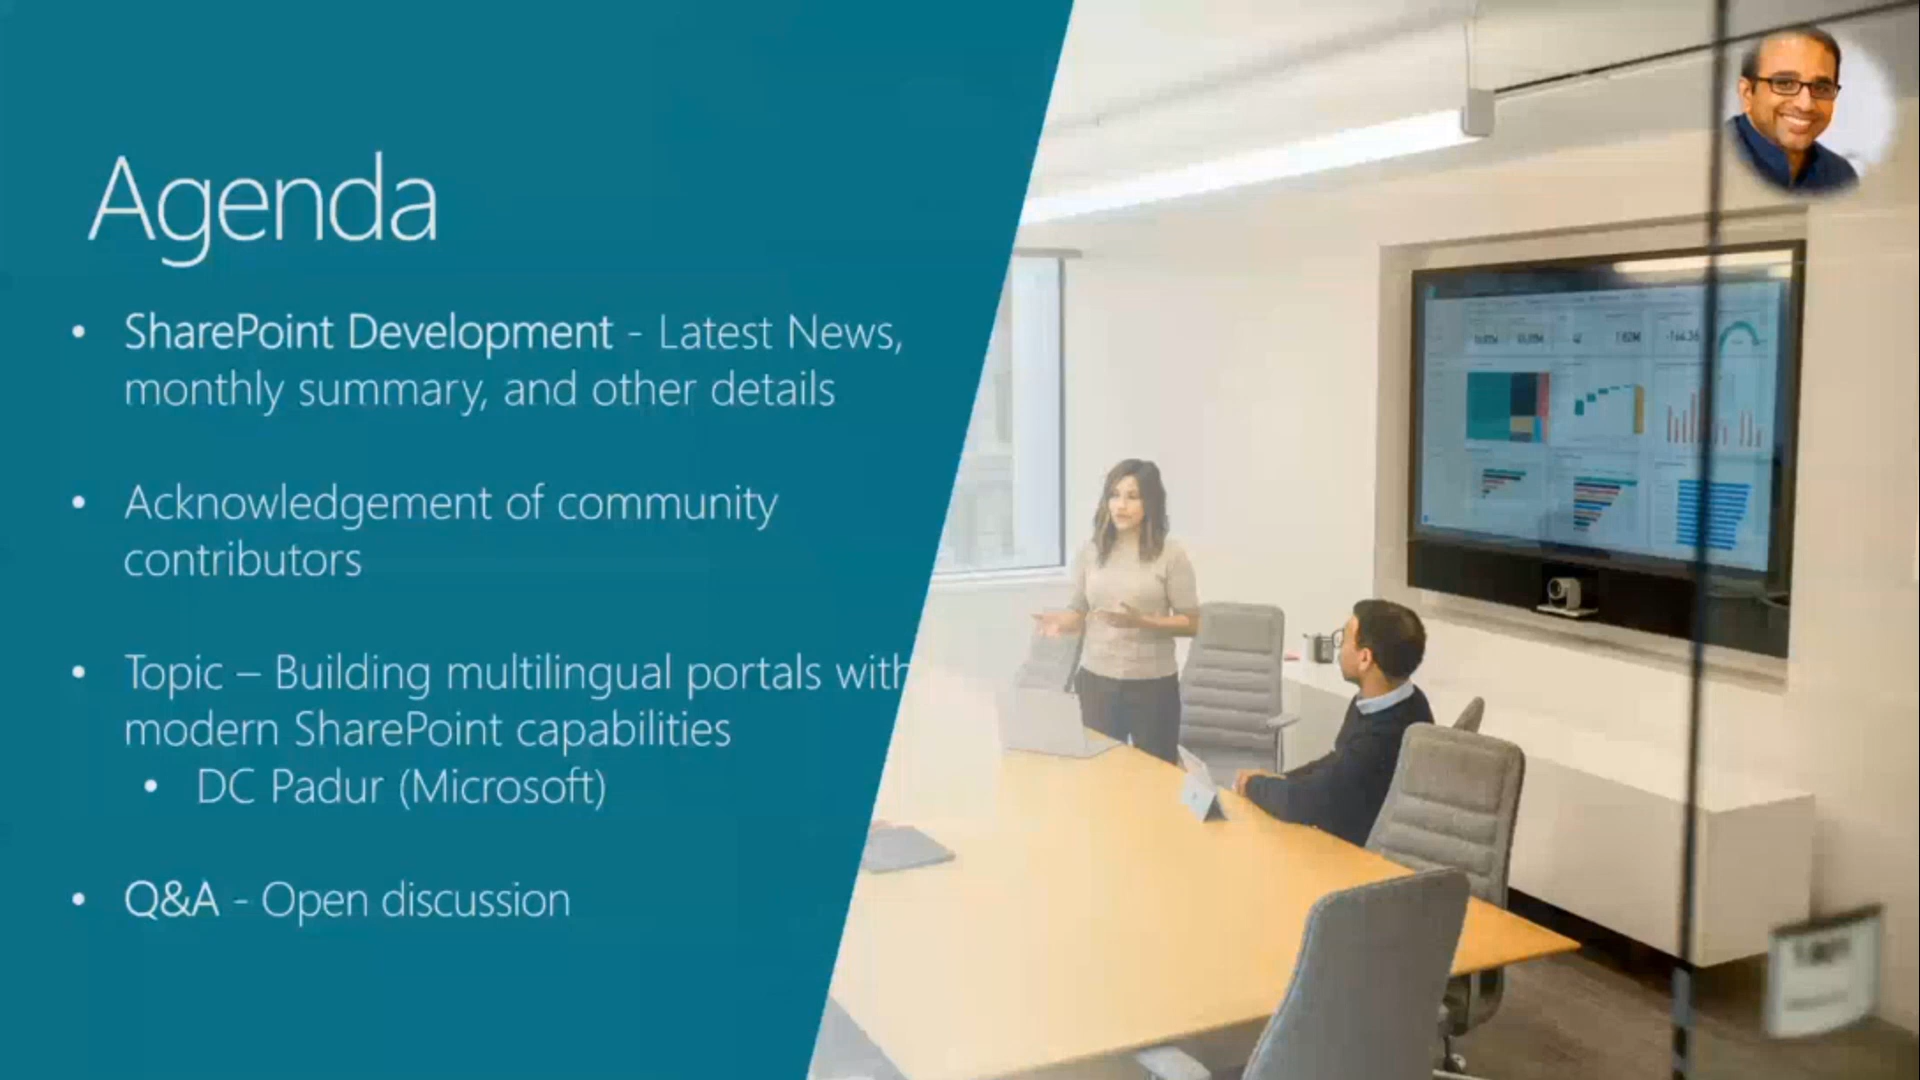 Agenda
• SharePoint Development - Latest News,
monthly summary, and other details
• Acknowledgement of community
contributors
• Topic – Building multilingual portals with
modern SharePoint capabilities
• DC Padur (Microsoft)
• Q&A - Open discussion